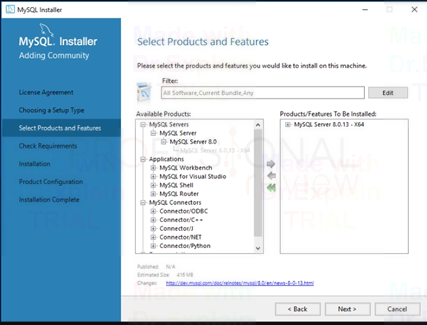 MySQL Installer
MySQL. Installer
Adding Community
License Agreement
Choosing a Setup Type
Select Products and Features
Check Requirements
Installation
Product Configuration
Installation Complete
Select Products and Features
Please select the products and features you would like to install on this machine.
Filter:
All Software,Current Bundle,Any
Edit
Available Products:
MySQL Servers
MySQL Server
MySQL Server 8.0
MySQL Server 8.0.13 - X64
Applications
MySQL Workbench
MySQL for Visual Studio
MySQL Shell
MySQL Router
MySQL Connectors
Connector/ODBC
Connector/C++
Connector/J
Connector/NET
Connector/Python
Products/Features To Be Installed:
MySQL Server 8.0.13 - X64
Published: N/A
Estimated Size: 418 MB
Changes: http://dev.mysql.com/doc/relnotes/mysql/8.0/en/news-8-0-13.html
< Back
Next >
Cancel